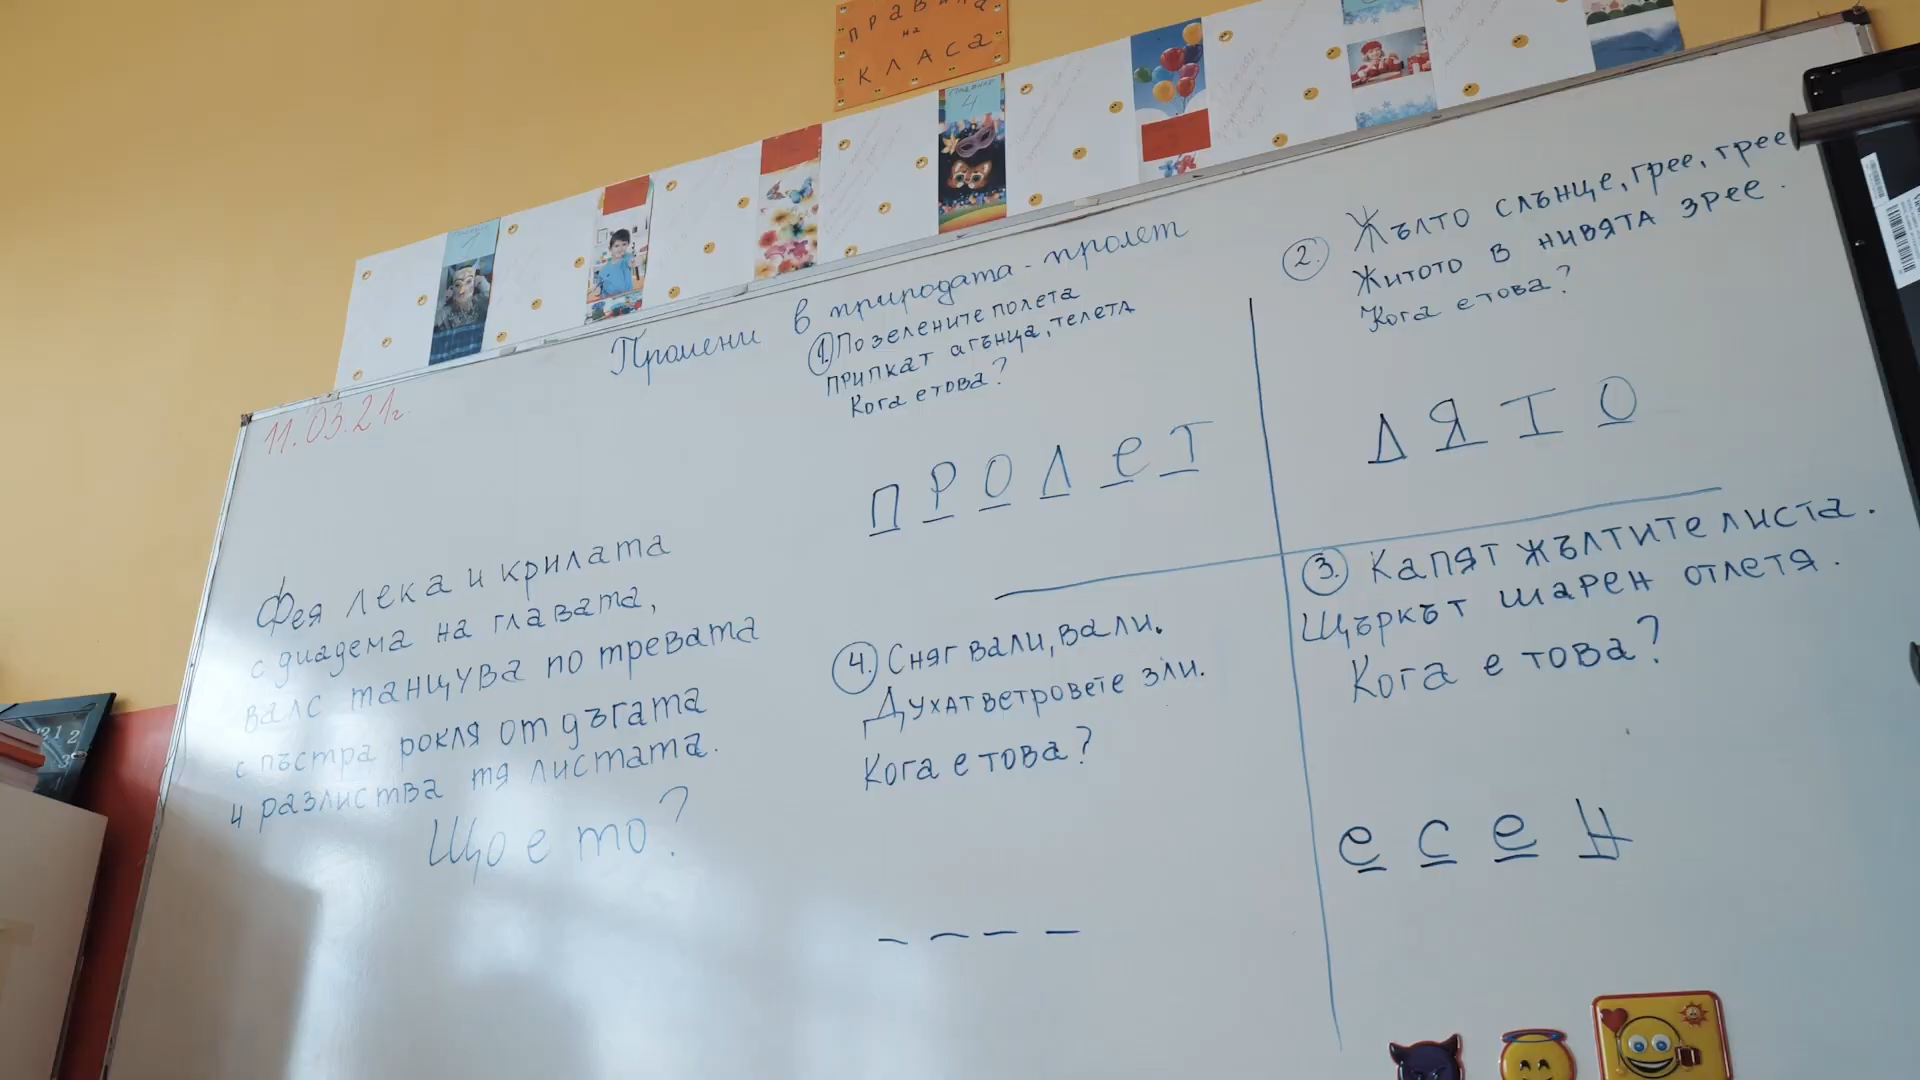 ПРАВИЛА
НА
КЛАСА
4
11.03.21г.
Промени в природата - пролет
1. Позелените полета
припкат агънца, телета
Кога е това?
ПРОЛеТ
2. Жълто слънце, грее, грее
Житото в нивята зрее.
Кога е това?
ЛЯТО
Фея лека и крилата
с диадема на главата,
валс танцува по тревата
с пъстра рокля от дъгата
и разлиства тя листата.
Що е то?
3. Капят жълтите листа.
Щъркът шарен отлетя.
Кога е това?
есен
4. Сняг вали, вали.
Духат ветровете зли.
Кога е това?
_ _ _ _